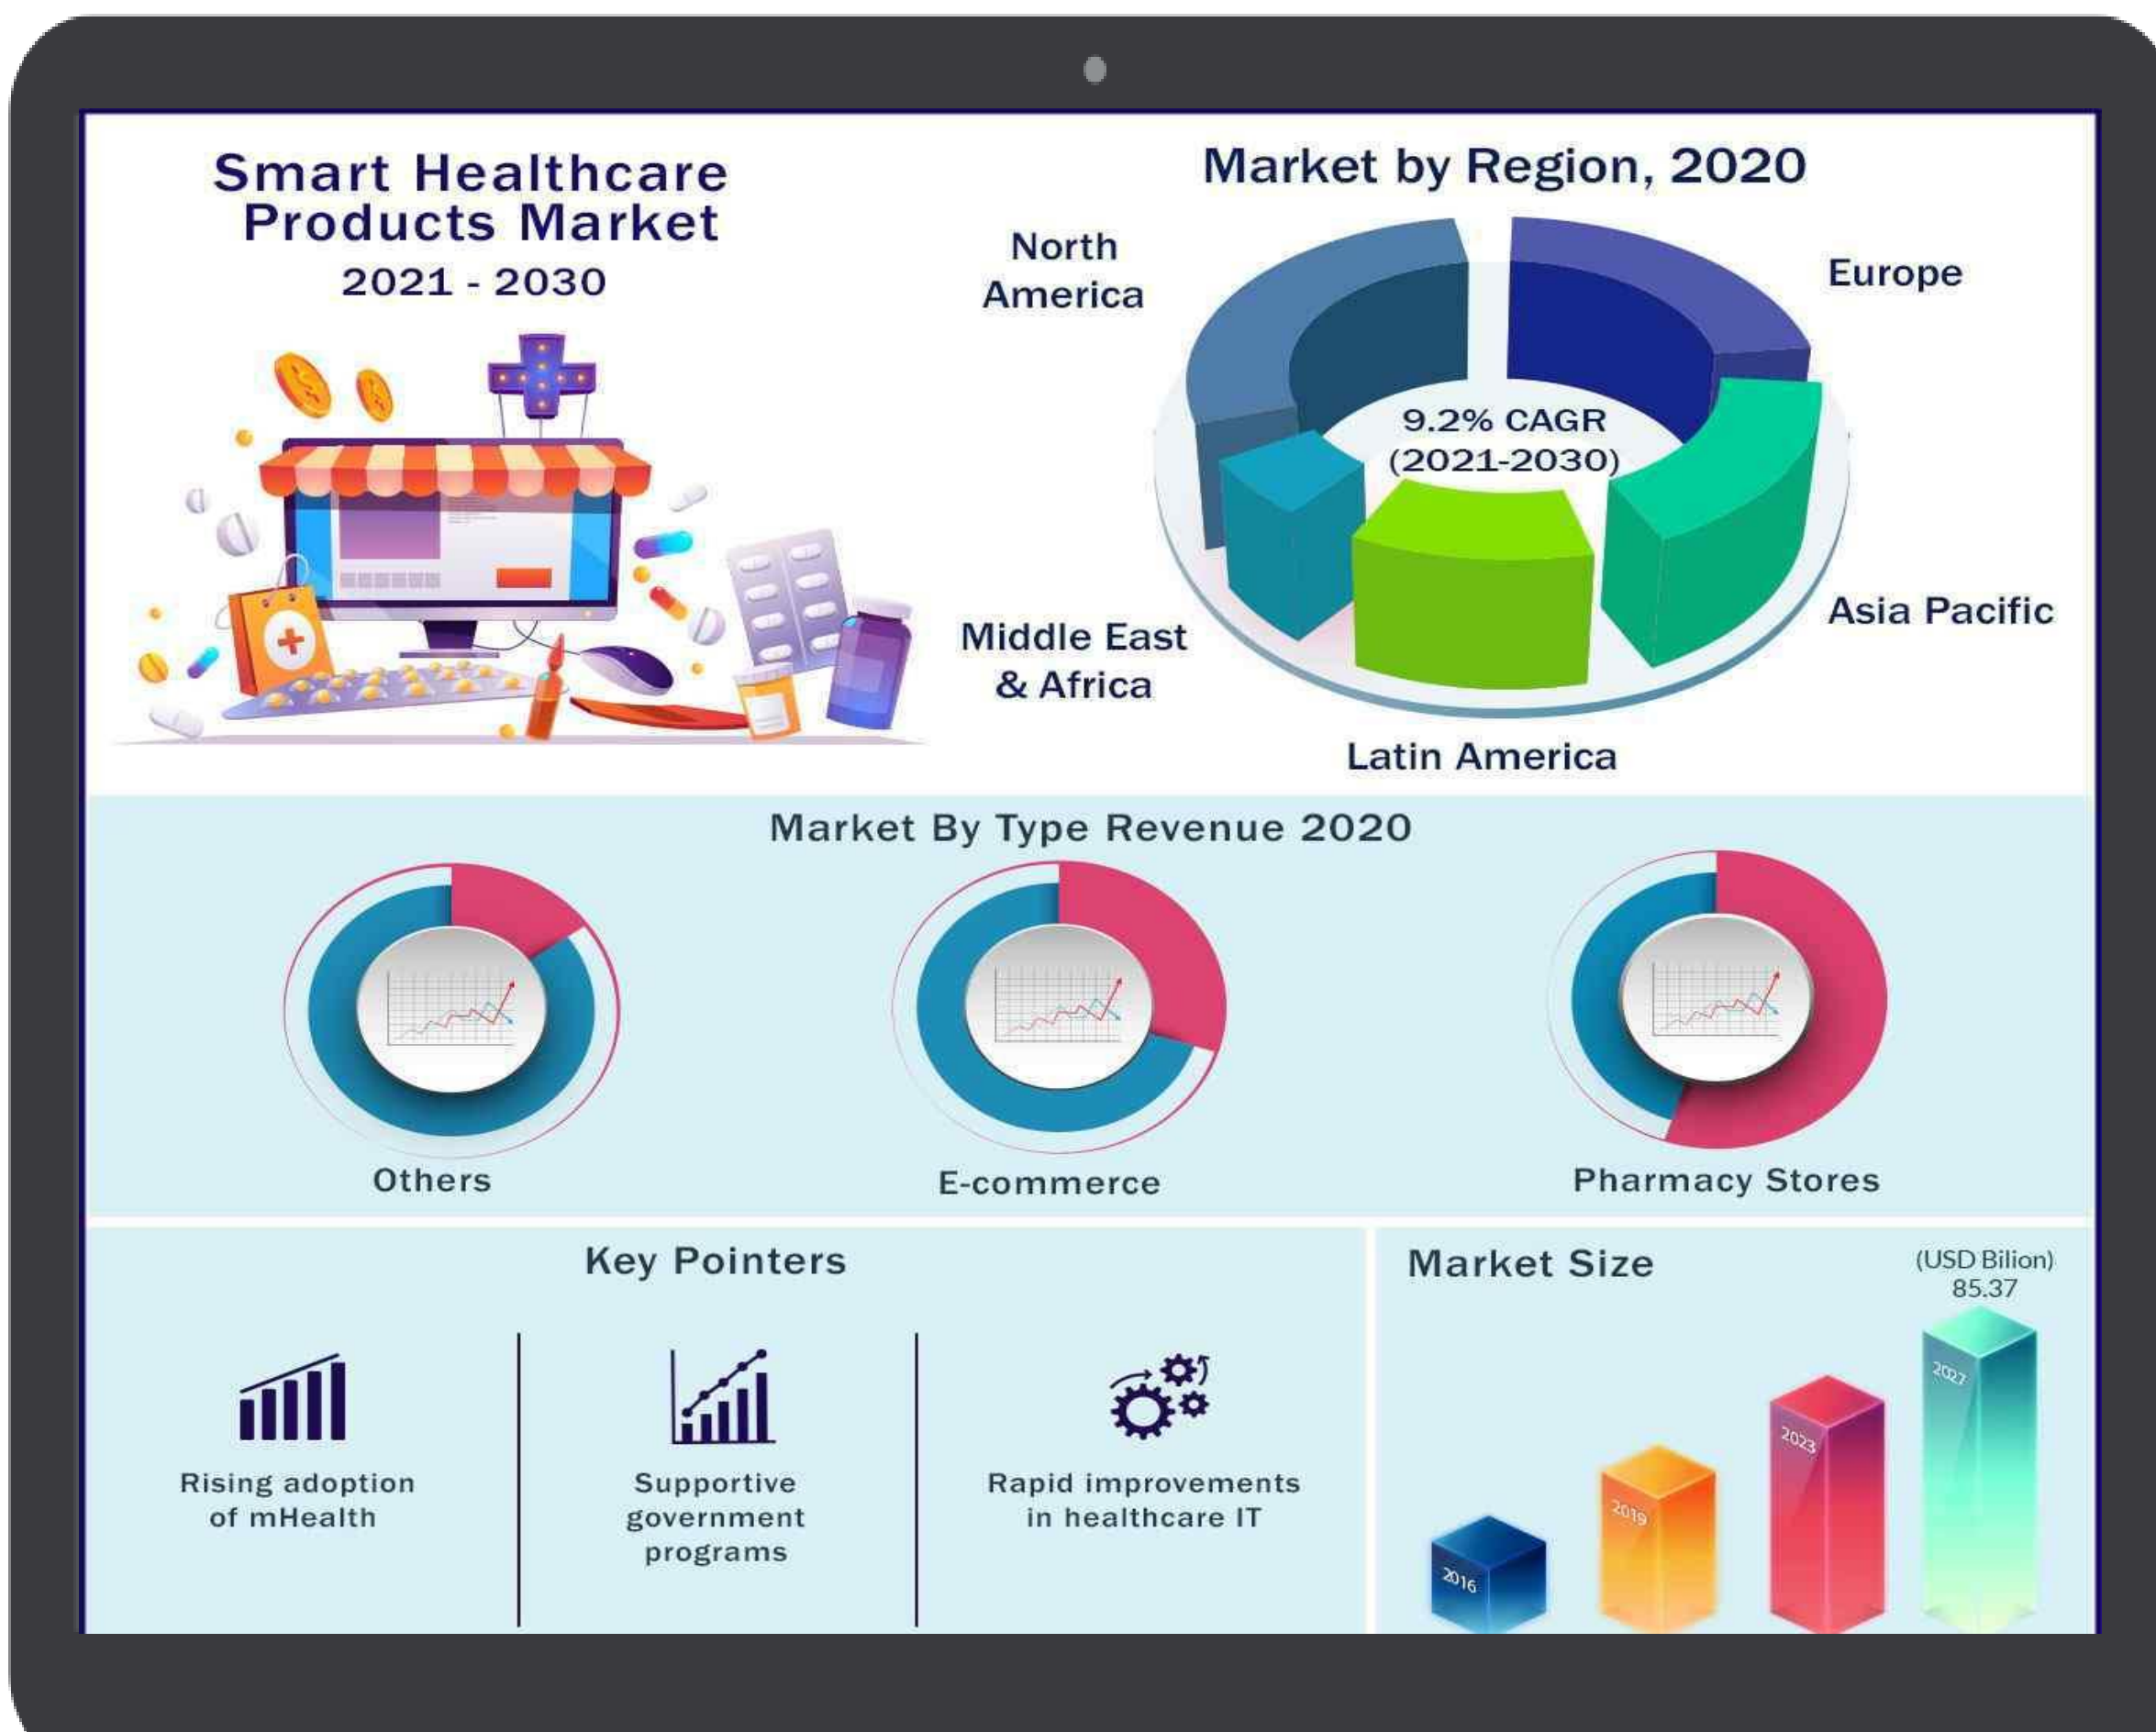 Smart Healthcare
Products Market
2021 - 2030
Market by Region, 2020
North
America
Europe
9.2% CAGR
(2021-2030)
Middle East
& Africa
Asia Pacific
Latin America
Market By Type Revenue 2020
Others
E-commerce
Pharmacy Stores
Key Pointers
Rising adoption
of mHealth
Supportive
government
programs
Rapid improvements
in healthcare IT
Market Size
(USD Bilion)
85.37
2016
2019
2023
2027